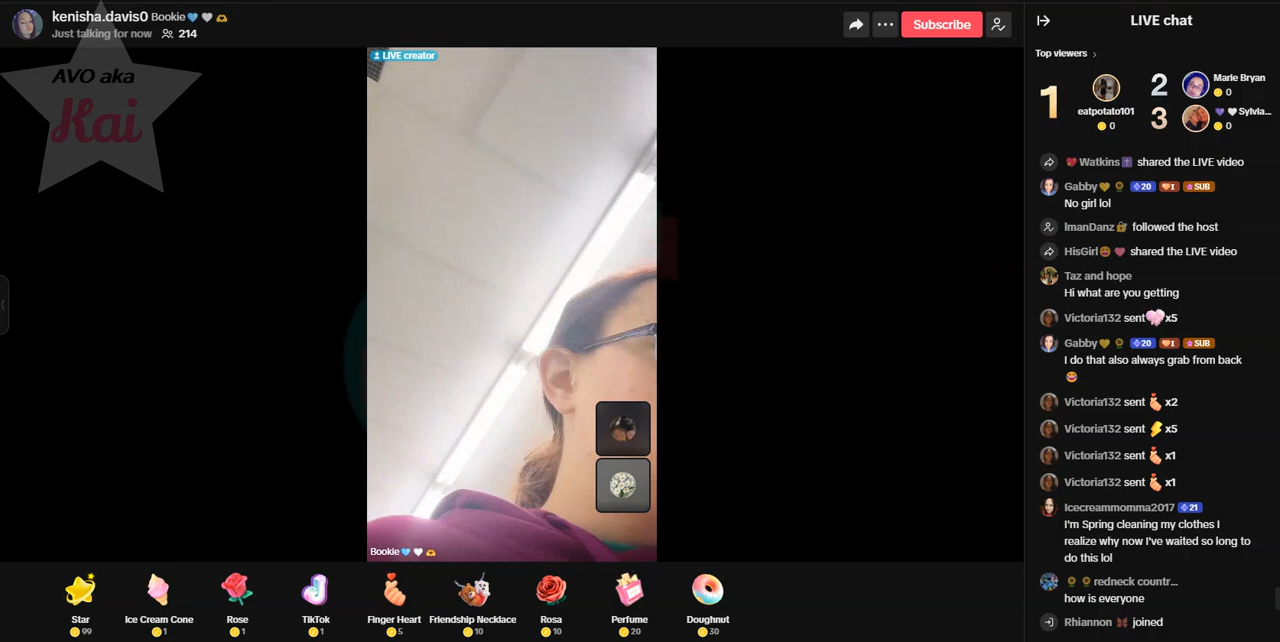 kenisha.davis0 Bookie
Just talking for now 214
Subscribe
AVO aka
Kai
LIVE creator
Bookie
Star
99
Ice Cream Cone
1
Rose
1
TikTok
1
Finger Heart
5
Friendship Necklace
10
Rosa
10
Perfume
20
Doughnut
30
LIVE chat
Top viewers
1
eatpotato101
0
2
Marie Bryan
0
3
Sylvia...
0
Watkins shared the LIVE video
Gabby 20 I SUB
No girl lol
ImanDanz followed the host
HisGirl shared the LIVE video
Taz and hope
Hi what are you getting
Victoria132 sent x5
Gabby 20 I SUB
I do that also always grab from back
Victoria132 sent x2
Victoria132 sent x5
Victoria132 sent x1
Victoria132 sent x1
Icecreammomma2017 21
I'm Spring cleaning my clothes I
realize why now I've waited so long to
do this lol
redneck countr...
how is everyone
Rhiannon joined